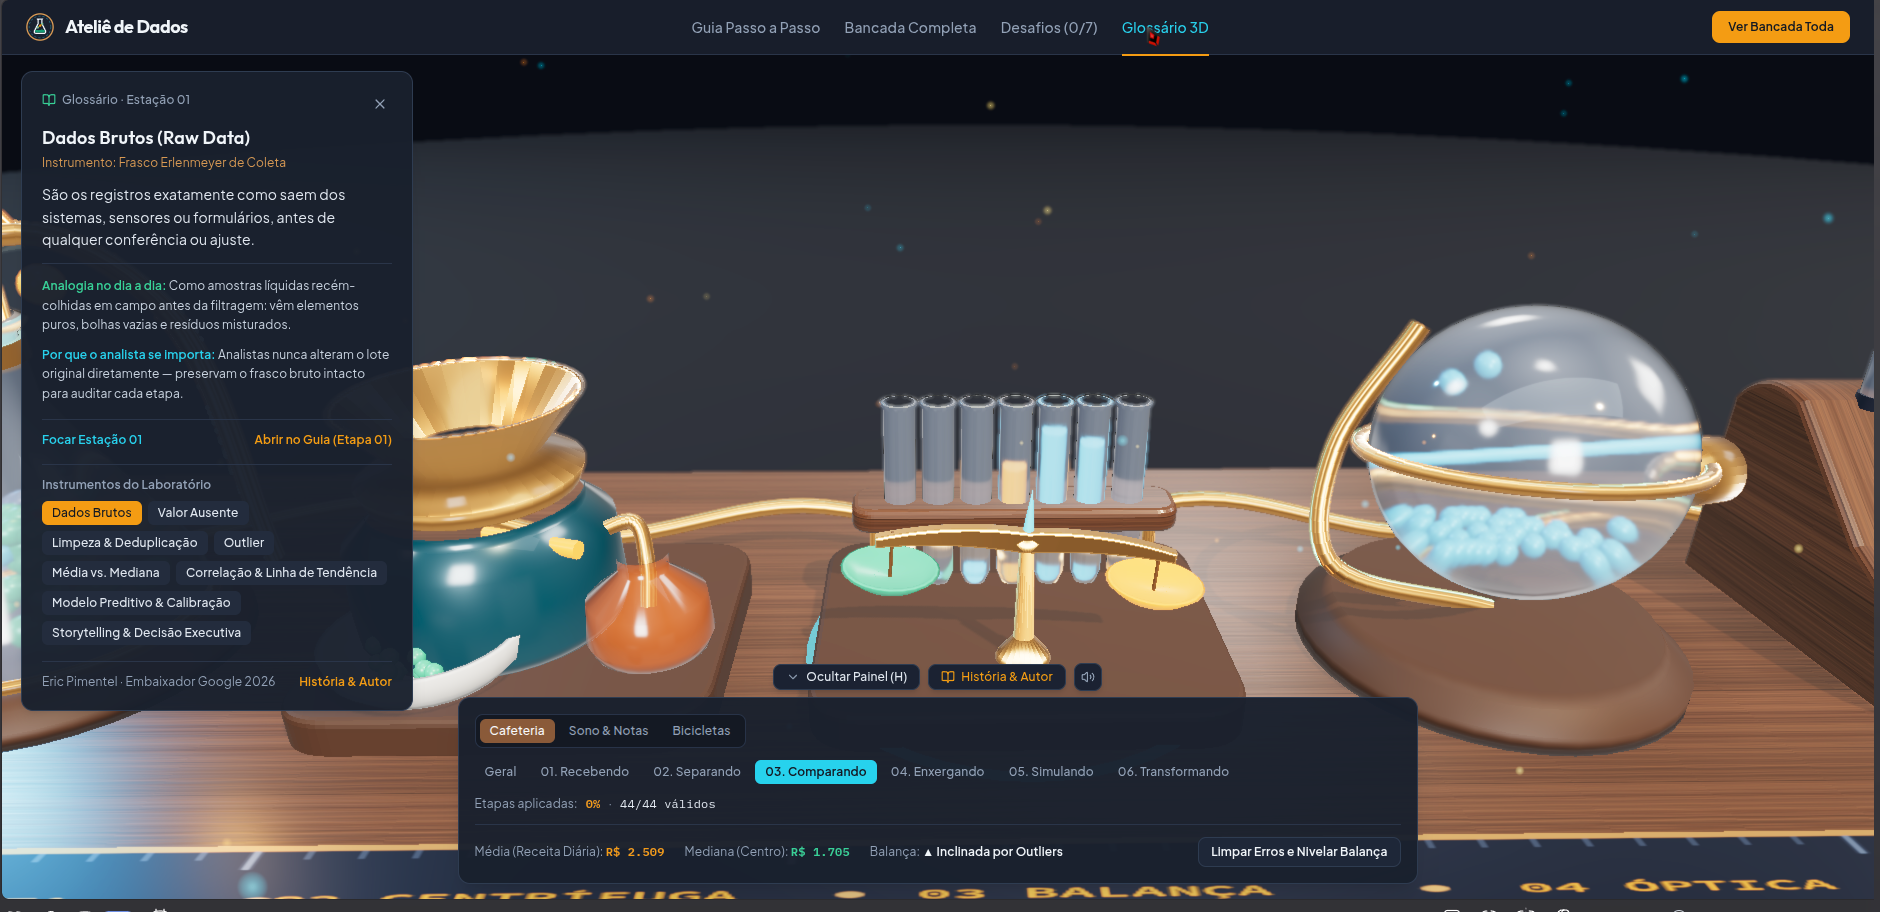 Ateliê de Dados
Guia Passo a Passo
Bancada Completa
Desafios (0/7)
Glossário 3D
Ver Bancada Toda
Glossário · Estação 01
Dados Brutos (Raw Data)
Instrumento: Frasco Erlenmeyer de Coleta
São os registros exatamente como saem dos
sistemas, sensores ou formulários, antes de
qualquer conferência ou ajuste.
Analogia no dia a dia: Como amostras líquidas recém-
colhidas em campo antes da filtragem: vêm elementos
puros, bolhas vazias e resíduos misturados.
Por que o analista se importa: Analistas nunca alteram o lote
original diretamente — preservam o frasco bruto intacto
para auditar cada etapa.
Focar Estação 01
Abrir no Guia (Etapa 01)
Instrumentos do Laboratório
Dados Brutos
Valor Ausente
Limpeza & Deduplicação
Outlier
Média vs. Mediana
Correlação & Linha de Tendência
Modelo Preditivo & Calibração
Storytelling & Decisão Executiva
Eric Pimentel · Embaixador Google 2026
História & Autor
Ocultar Painel (H)
História & Autor
Cafeteria
Sono & Notas
Bicicletas
Geral
01. Recebendo
02. Separando
03. Comparando
04. Enxergando
05. Simulando
06. Transformando
Etapas aplicadas: 0% · 44/44 válidos
Média (Receita Diária): R$ 2.509
Mediana (Centro): R$ 1.705
Balança: ▲ Inclinada por Outliers
Limpar Erros e Nivelar Balança
CENTRÍFUGA
03 BALANÇA
04 ÓPTICA